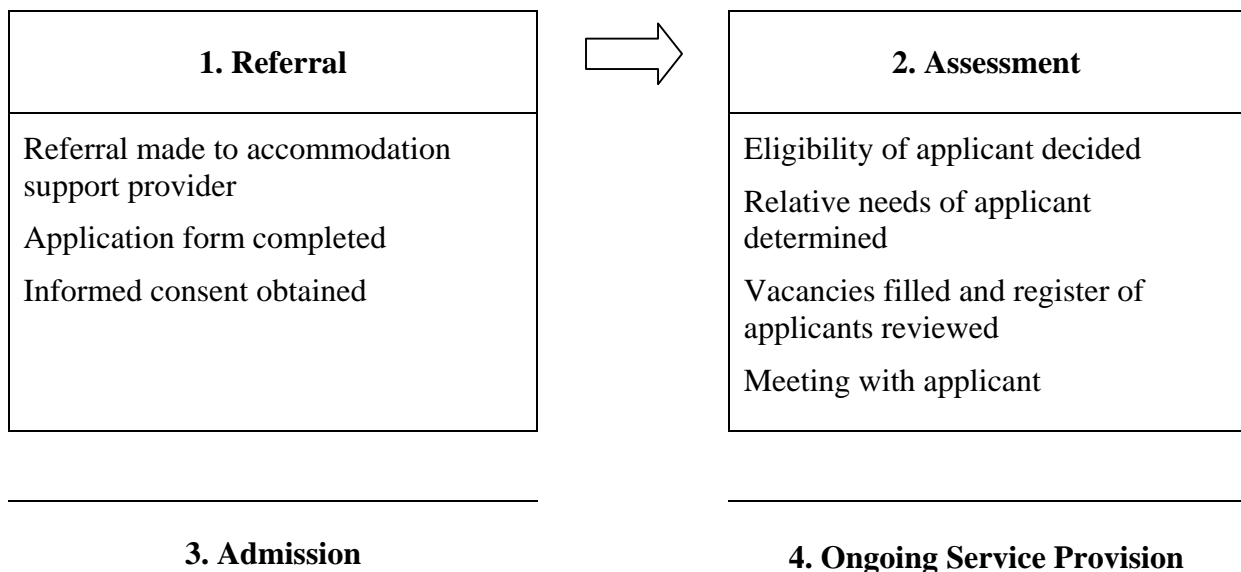 1. Referral
Referral made to accommodation
support provider
Application form completed
Informed consent obtained
2. Assessment
Eligibility of applicant decided
Relative needs of applicant
determined
Vacancies filled and register of
applicants reviewed
Meeting with applicant
3. Admission
4. Ongoing Service Provision